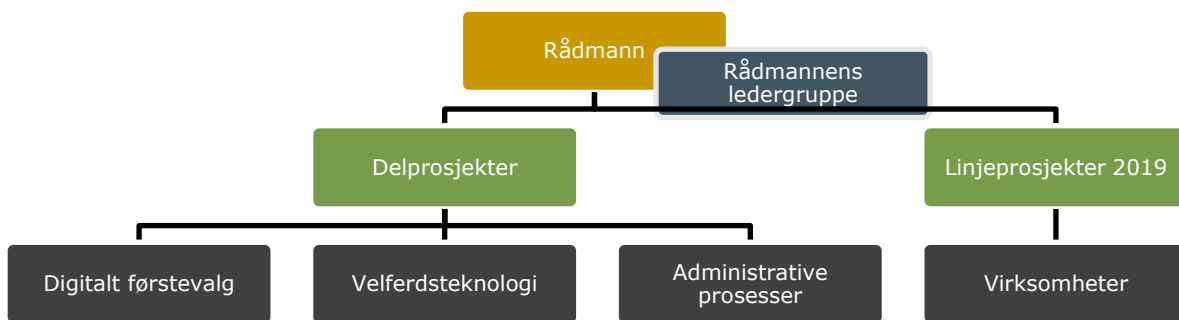 Rådmann
Rådmannens
ledergruppe
Delprosjekter
Linjeprosjekter 2019
Digitalt førstevalg
Velferdsteknologi
Administrative
prosesser
Virksomheter